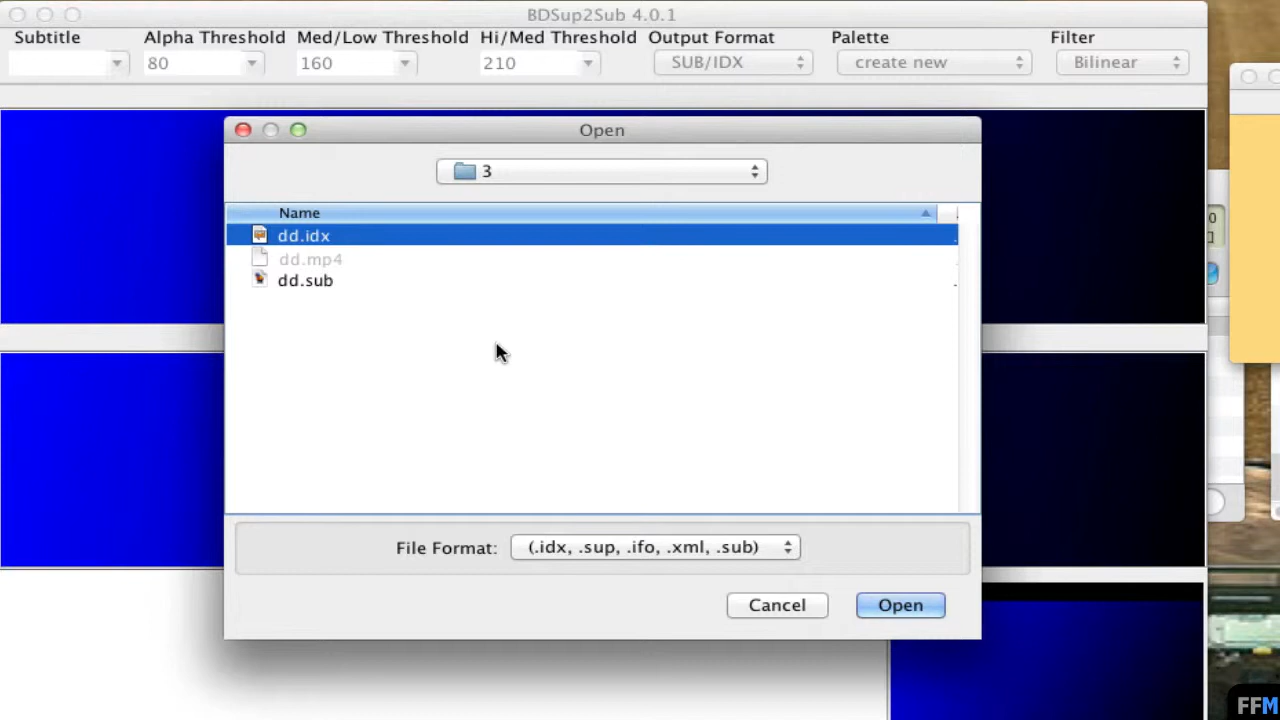 BDSup2Sub 4.0.1
Subtitle Alpha Threshold Med/Low Threshold Hi/Med Threshold Output Format Palette Filter
80 160 210 SUB/IDX create new Bilinear
Open
3
Name
dd.idx
dd.mp4
dd.sub
File Format: (.idx, .sup, .ifo, .xml, .sub)
Cancel Open
0
FFM